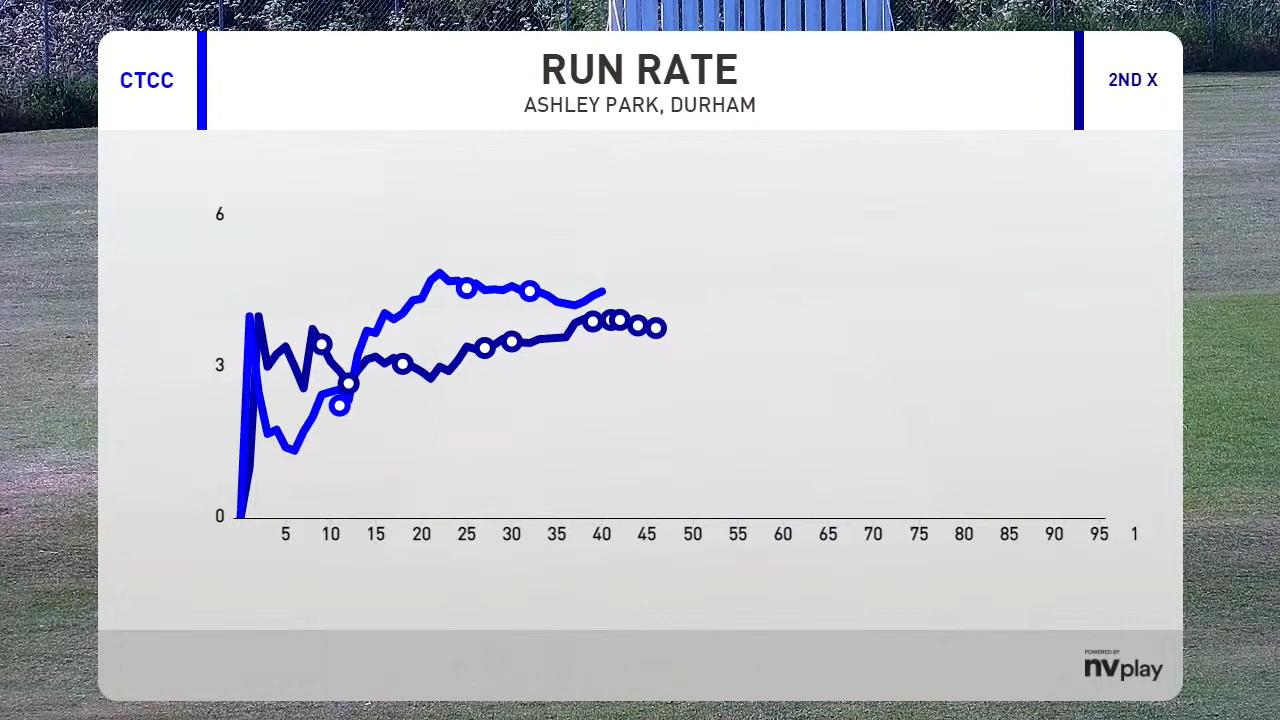 CTCC
RUN RATE
ASHLEY PARK, DURHAM
2ND X
6
3
0
5 10 15 20 25 30 35 40 45 50 55 60 65 70 75 80 85 90 95 1
POWERED BY
nvplay